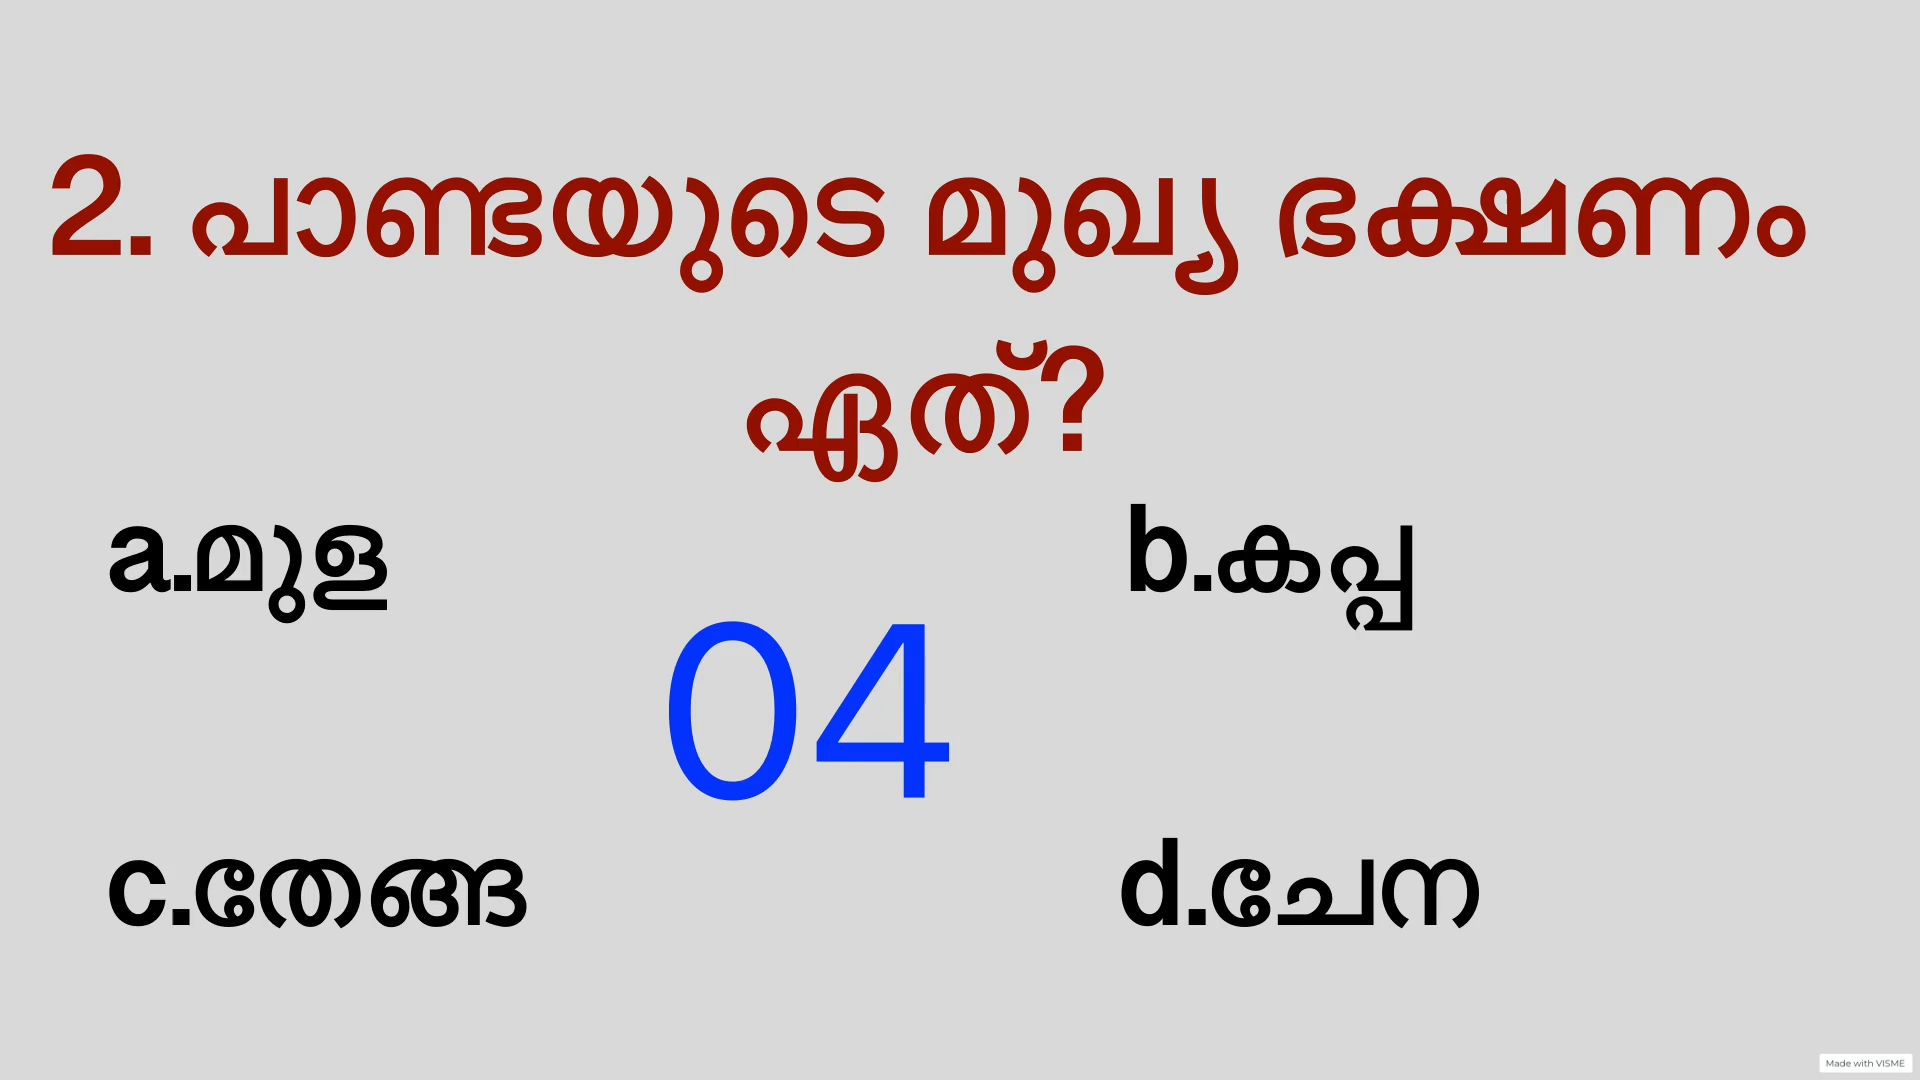 2. പാണ്ടയുടെ മുഖ്യ ഭക്ഷണം
ഏത്?
a.മുള
b.കപ്പ
04
c.തേങ്ങ
d.ചേന
Made with VISME